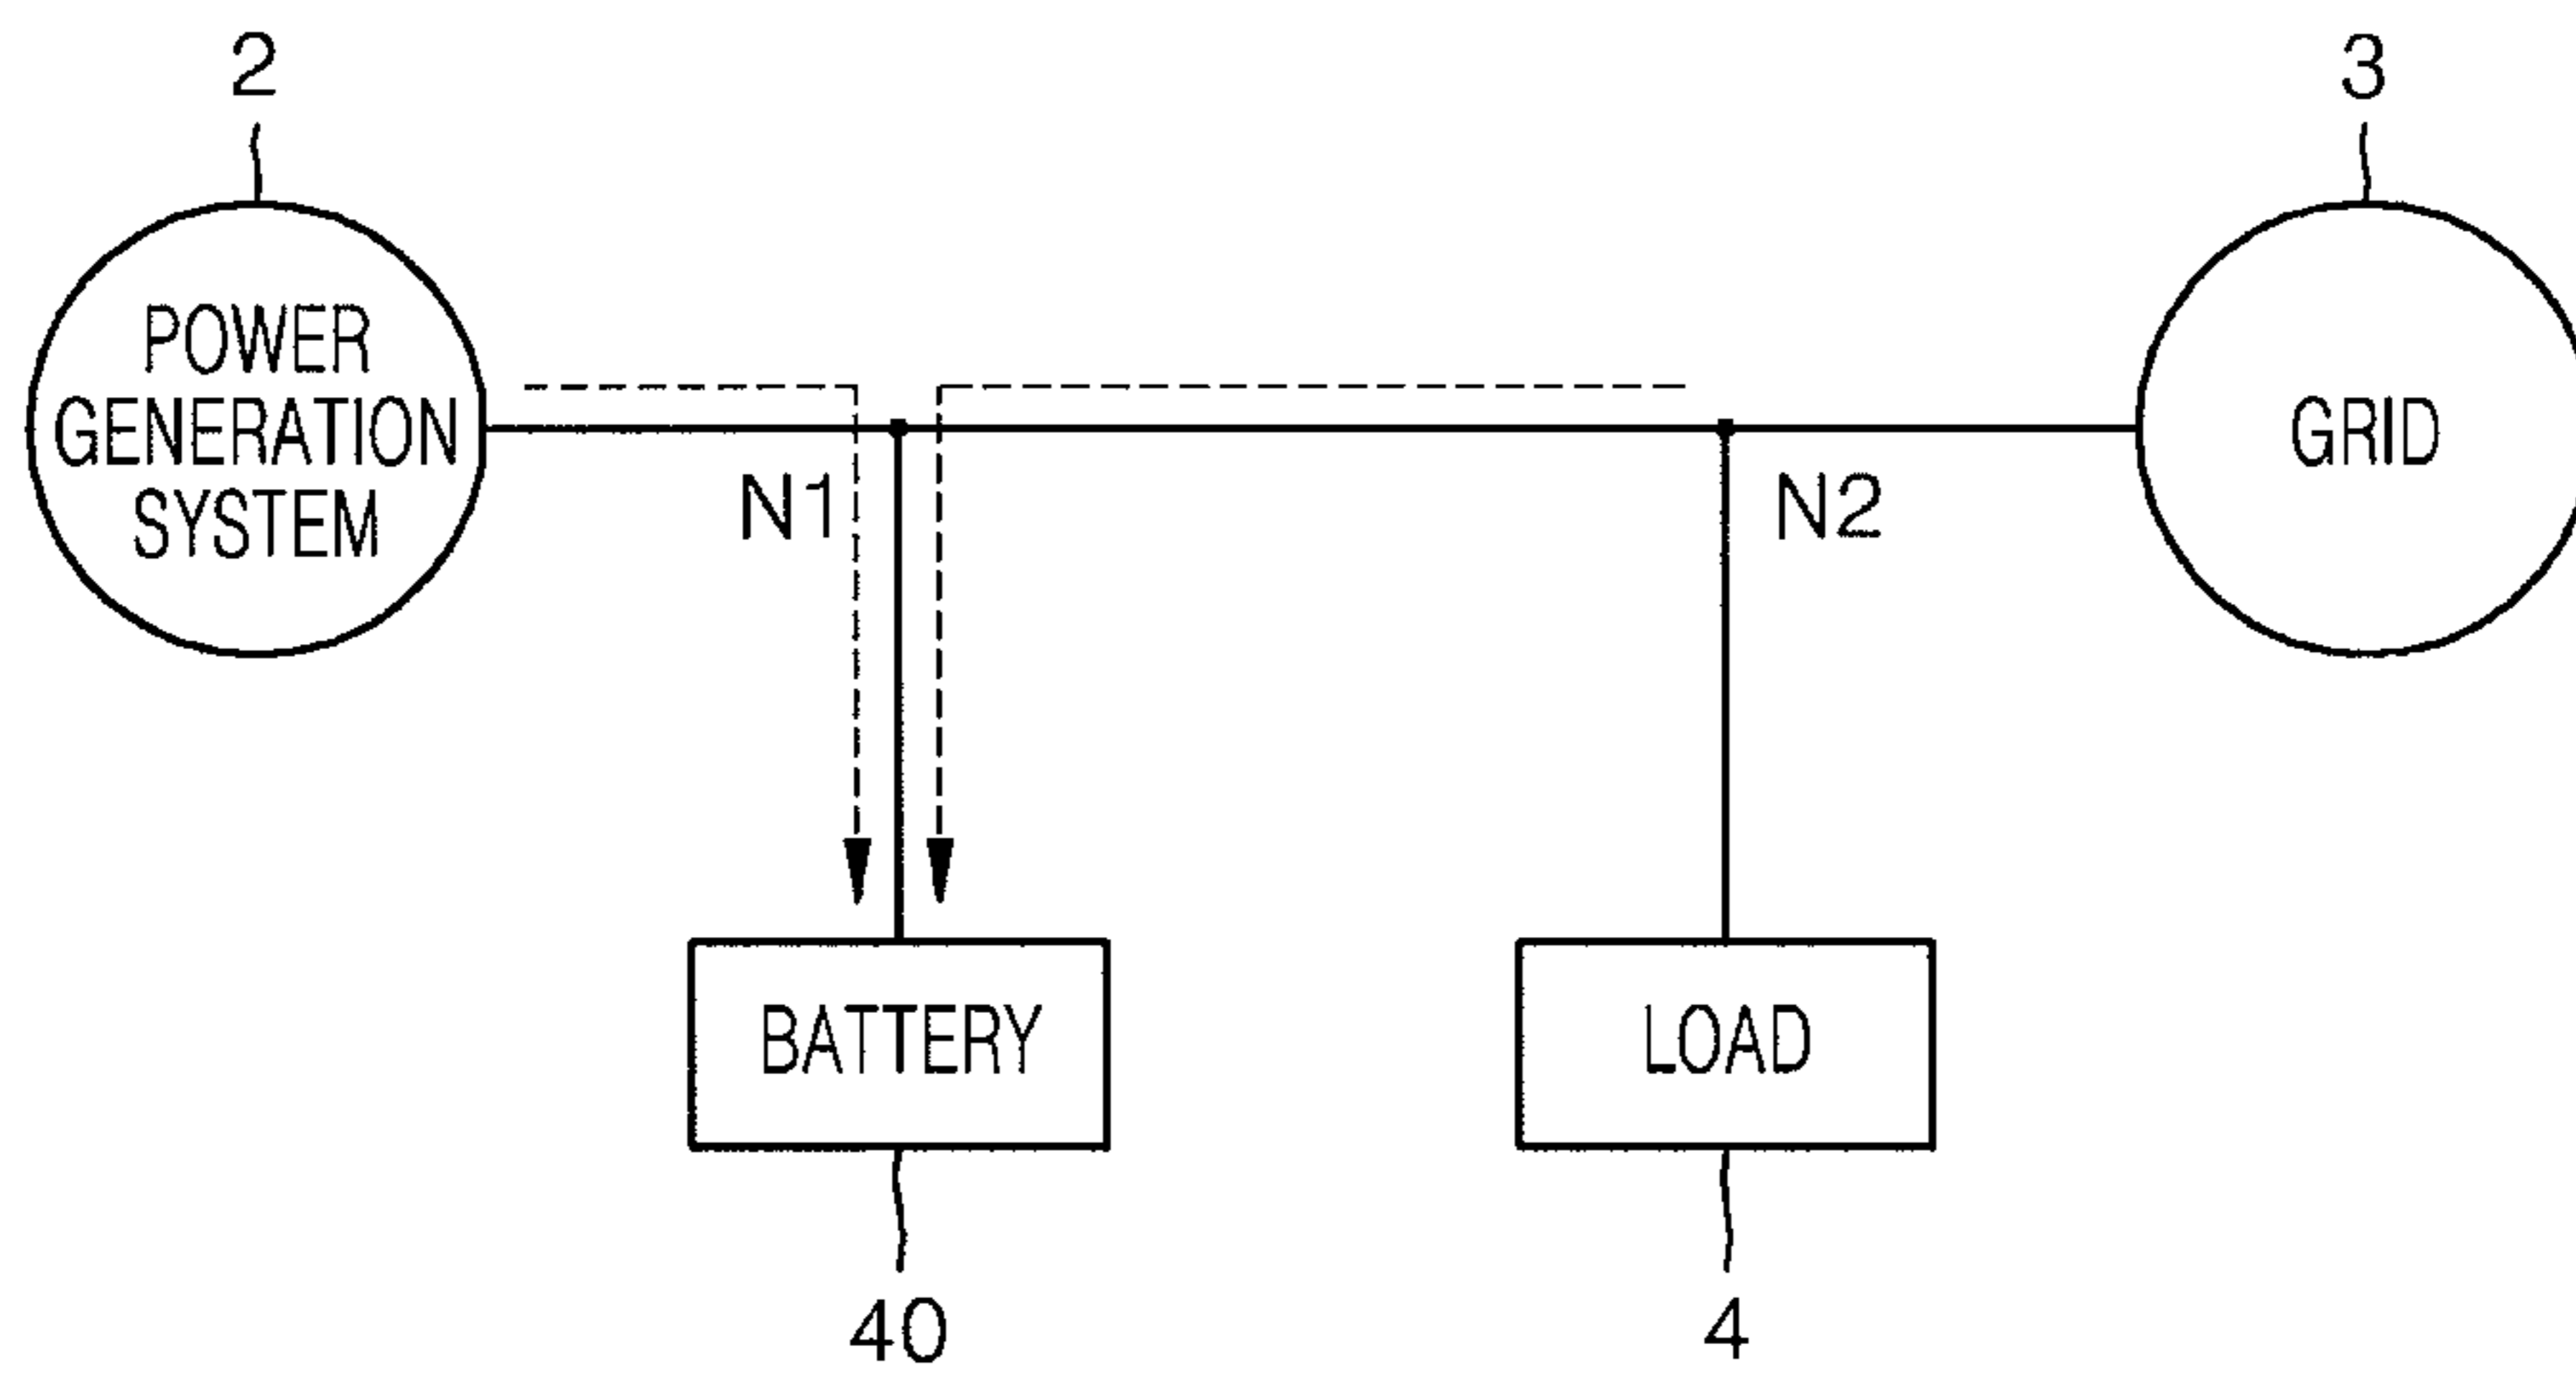 2
3
POWER
GENERATION
SYSTEM
GRID
N1
N2
BATTERY
LOAD
40
4